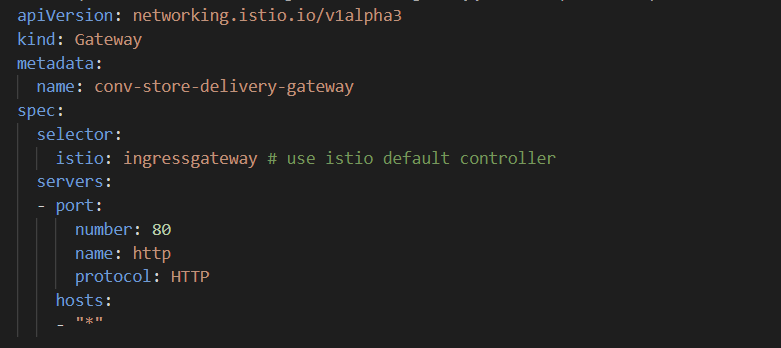 apiVersion: networking.istio.io/v1alpha3
kind: Gateway
metadata:
  name: conv-store-delivery-gateway
spec:
  selector:
    istio: ingressgateway # use istio default controller
  servers:
  - port:
      number: 80
      name: http
      protocol: HTTP
    hosts:
    - "*"